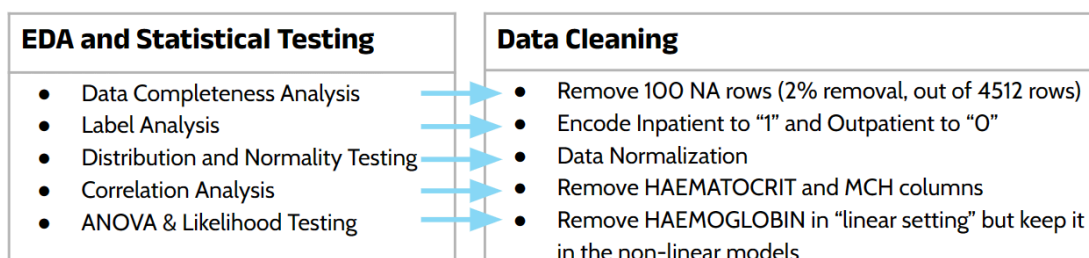 EDA and Statistical Testing
● Data Completeness Analysis
● Label Analysis
● Distribution and Normality Testing
● Correlation Analysis
● ANOVA & Likelihood Testing
Data Cleaning
● Remove 100 NA rows (2% removal, out of 4512 rows)
● Encode Inpatient to “1” and Outpatient to “0”
● Data Normalization
● Remove HAEMATOCRIT and MCH columns
● Remove HAEMOGLOBIN in “linear setting” but keep it
in the non-linear models